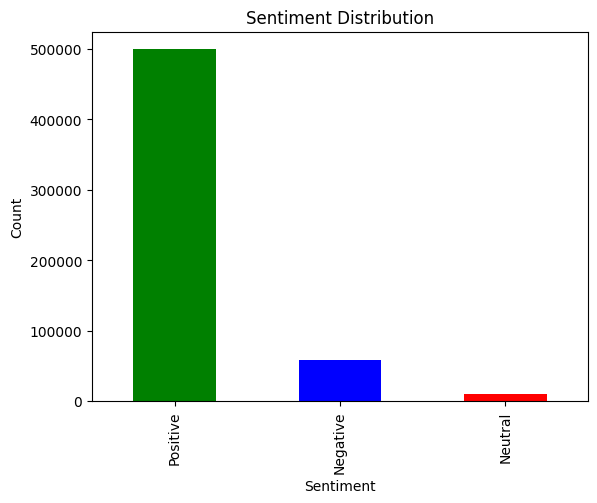 Sentiment Distribution
500000
400000
300000
200000
100000
0
Count
Positive
Negative
Neutral
Sentiment